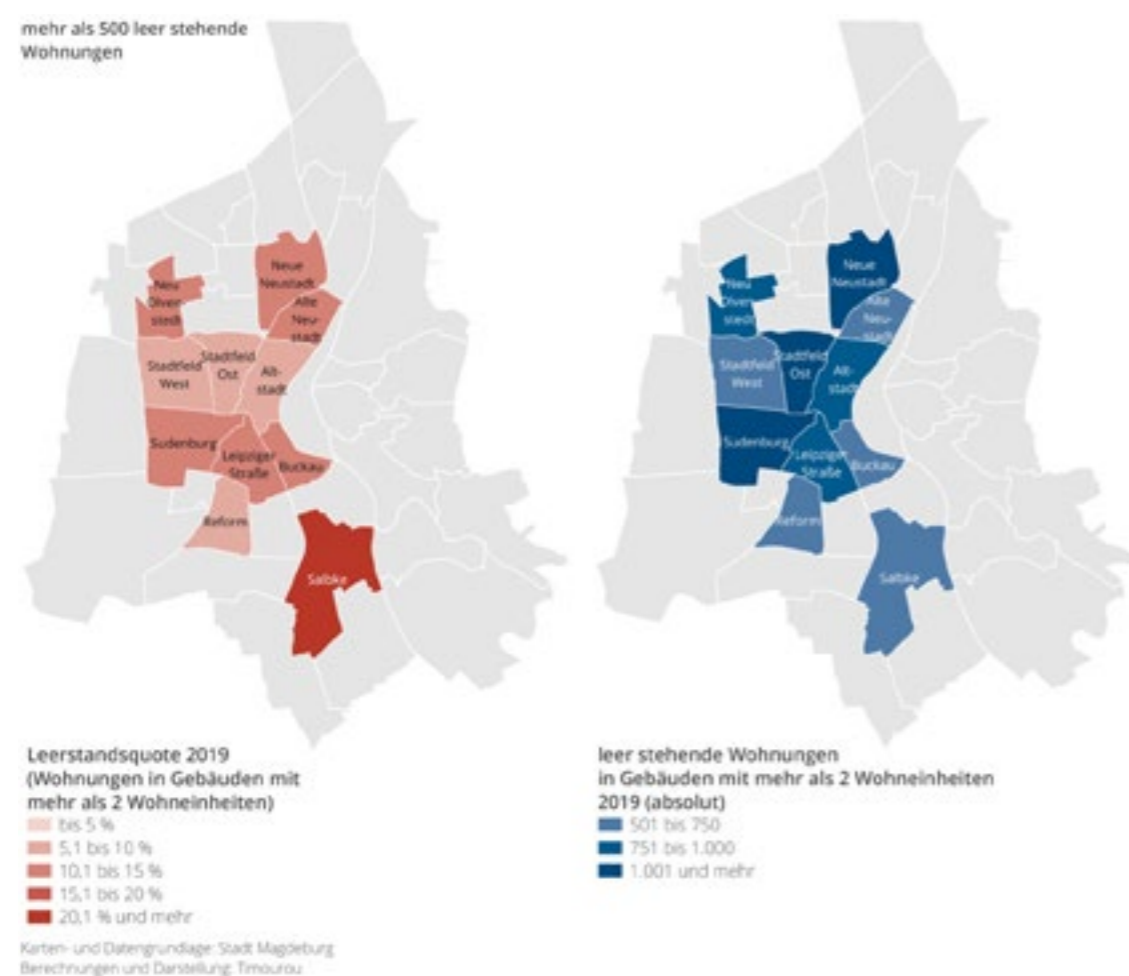 mehr als 500 leer stehende
Wohnungen
Neue
Neustadt
Neu
Olven
stedt
Alte
Neu-
stadt
Stadtfeld
West
Stadtfeld
Ost
Alt-
stadt
Sudenburg
Leipziger
Straße
Buckau
Reform
Salbke
Leerstandsquote 2019
(Wohnungen in Gebäuden mit
mehr als 2 Wohneinheiten)
bis 5 %
5,1 bis 10 %
10,1 bis 15 %
15,1 bis 20 %
20,1 % und mehr
Karten- und Datengrundlage: Stadt Magdeburg
Berechnungen und Darstellung: Timourou
Neue
Neustadt
Neu
Olven
stedt
Alte
Neu-
stadt
Stadtfeld
West
Stadtfeld
Ost
Alt-
stadt
Sudenburg
Leipziger
Straße
Buckau
Reform
Salbke
leer stehende Wohnungen
in Gebäuden mit mehr als 2 Wohneinheiten
2019 (absolut)
501 bis 750
751 bis 1.000
1.001 und mehr